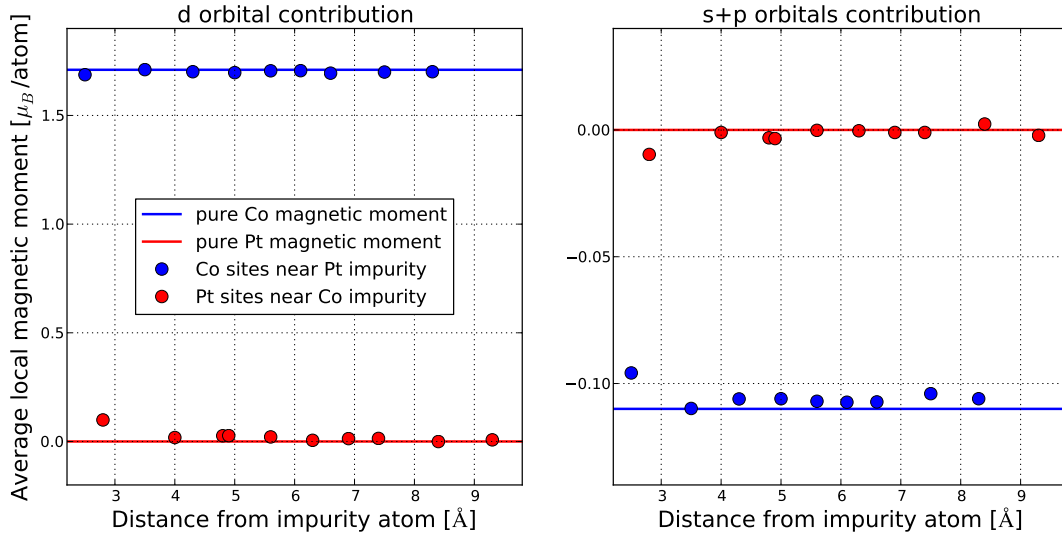 d orbital contribution
s+p orbitals contribution
Average local magnetic moment [μB/atom]
1.5
1.0
0.5
0.0
pure Co magnetic moment
pure Pt magnetic moment
Co sites near Pt impurity
Pt sites near Co impurity
3 4 5 6 7 8 9
Distance from impurity atom [Å]
0.00
−0.05
−0.10
3 4 5 6 7 8 9
Distance from impurity atom [Å]